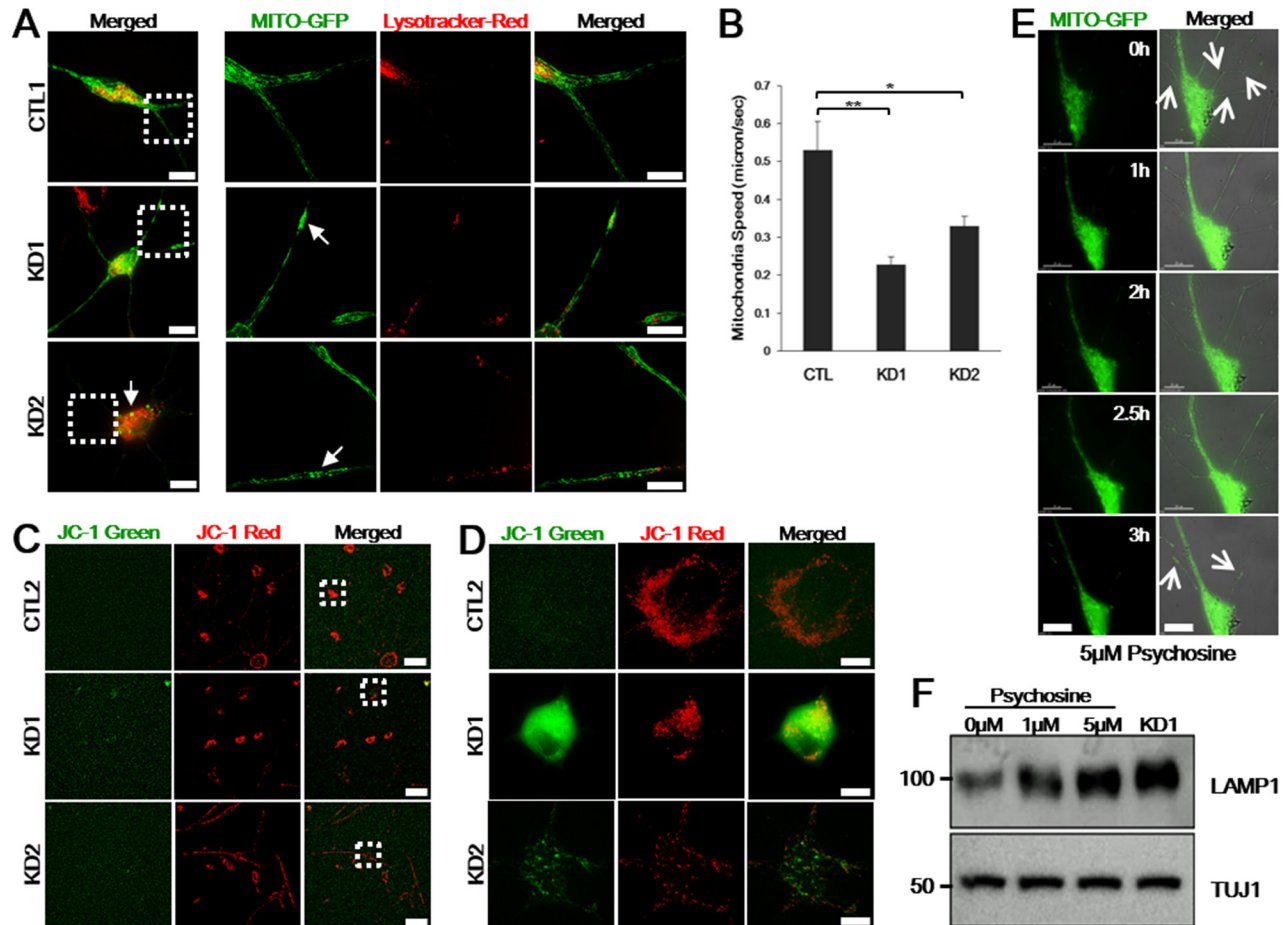 A
Merged MITO-GFP Lysotracker-Red Merged
CTL1
KD1
KD2
B
Mitochondria Speed (micron/sec)
0.7
0.6
0.5
0.4
0.3
0.2
0.1
0
**
*
CTL KD1 KD2
C
JC-1 Green JC-1 Red Merged
CTL2
KD1
KD2
D
JC-1 Green JC-1 Red Merged
CTL2
KD1
KD2
E
MITO-GFP Merged
0h
1h
2h
2.5h
3h
5µM Psychosine
F
Psychosine
0µM 1µM 5µM KD1
100 LAMP1
50 TUJ1